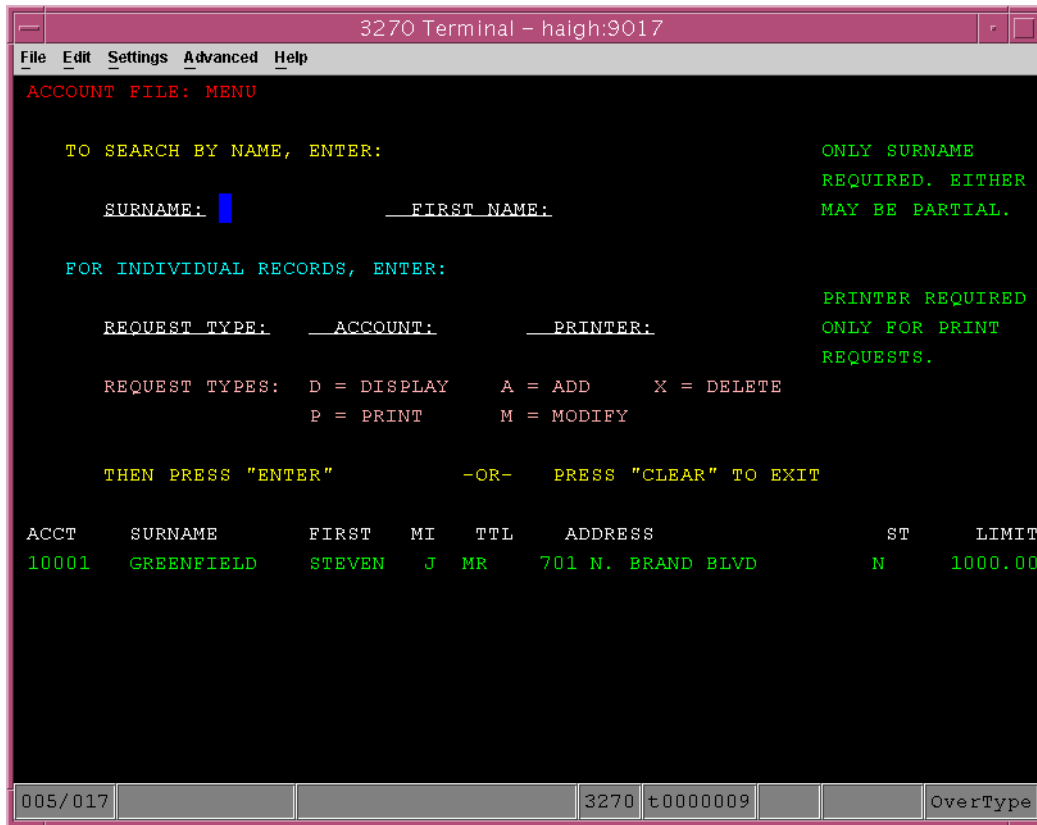 3270 Terminal – haigh:9017
File Edit Settings Advanced Help
ACCOUNT FILE: MENU
TO SEARCH BY NAME, ENTER: ONLY SURNAME
REQUIRED. EITHER
SURNAME: FIRST NAME: MAY BE PARTIAL.
FOR INDIVIDUAL RECORDS, ENTER:
PRINTER REQUIRED
REQUEST TYPE: ACCOUNT: PRINTER: ONLY FOR PRINT
REQUESTS.
REQUEST TYPES: D = DISPLAY A = ADD X = DELETE
P = PRINT M = MODIFY
THEN PRESS "ENTER" -OR- PRESS "CLEAR" TO EXIT
ACCT SURNAME FIRST MI TTL ADDRESS ST LIMIT
10001 GREENFIELD STEVEN J MR 701 N. BRAND BLVD N 1000.00
005/017 3270 t0000009 OverType